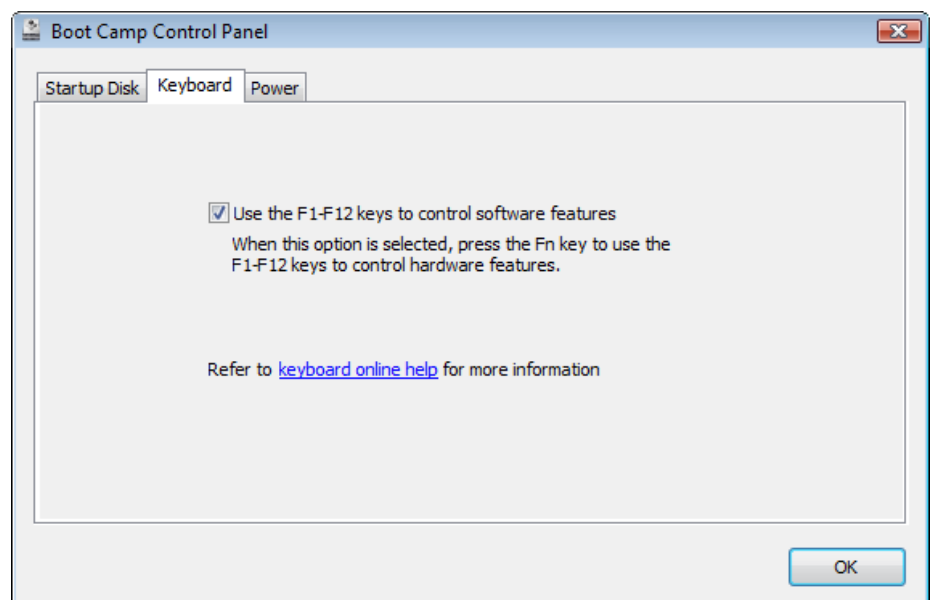 Boot Camp Control Panel
Startup Disk Keyboard Power
Use the F1-F12 keys to control software features
When this option is selected, press the Fn key to use the
F1-F12 keys to control hardware features.
Refer to keyboard online help for more information
OK